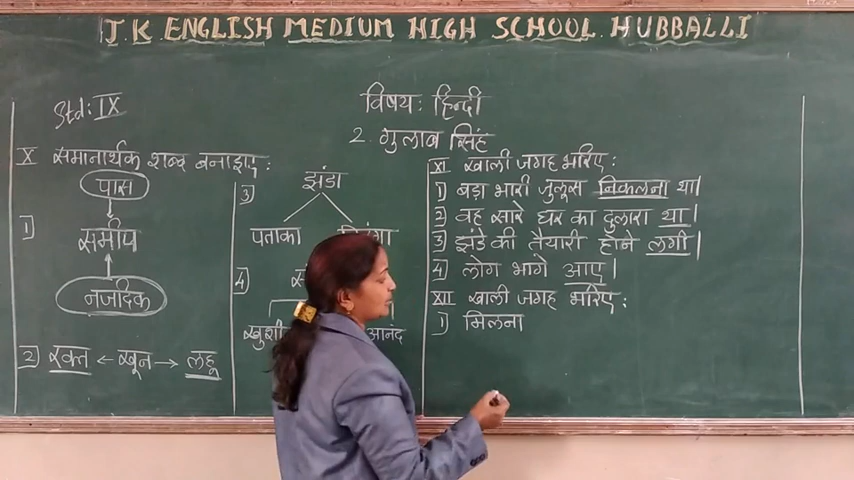 J.K ENGLISH MEDIUM HIGH SCHOOL. HUBBALLI
Std: IX
विषय: हिन्दी
2. गुलाब सिंह
X समानार्थक शब्द बनाइए:
पास
1) समीप
नजदिक
2) रक्त ← खून → लहू
3) झंडा
पताका
4)
खुशी
आनंद
XI खाली जगह भरिए:
1) बड़ा भारी जुलूस निकलना था|
2) वह सारे घर का दुलारा था|
3) झंडे की तैयारी होने लगी|
4) लोग भागे आए|
XII खाली जगह भरिए:
1) मिलना